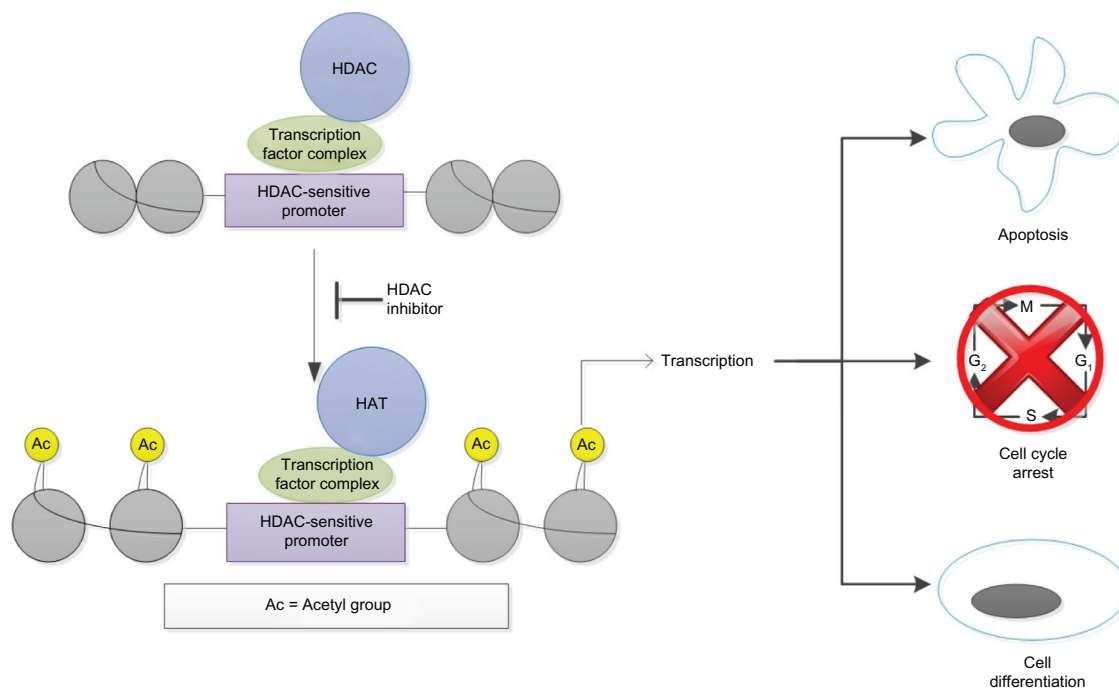 HDAC
Transcription
factor complex
HDAC-sensitive
promoter
HDAC
inhibitor
HAT
Ac
Ac
Ac
Ac
Transcription
factor complex
HDAC-sensitive
promoter
Ac = Acetyl group
Transcription
Apoptosis
M
G₂
G₁
S
Cell cycle
arrest
Cell
differentiation